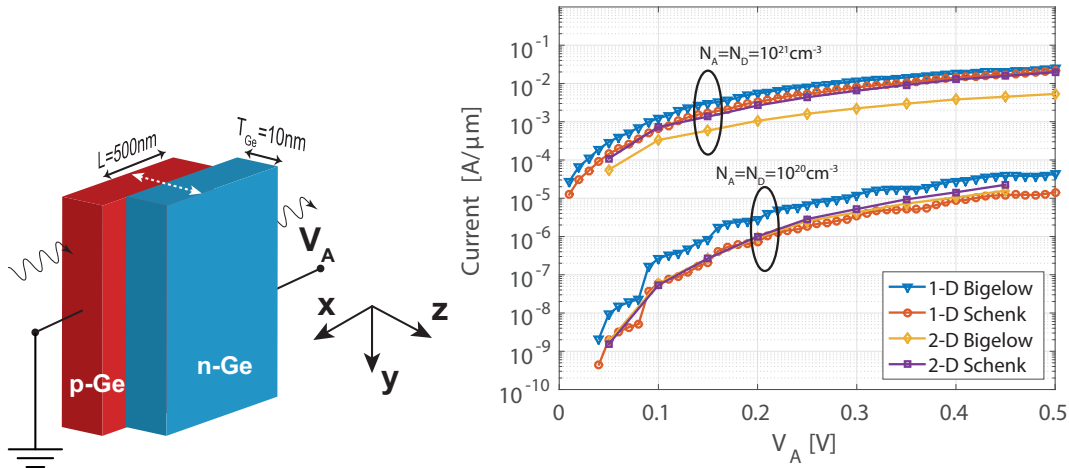 L=500nm
T_Ge=10nm
V_A
x
z
y
p-Ge
n-Ge
Current [A/μm]
10^-1
10^-2
10^-3
10^-4
10^-5
10^-6
10^-7
10^-8
10^-9
10^-10
N_A=N_D=10^21cm^-3
N_A=N_D=10^20cm^-3
1-D Bigelow
1-D Schenk
2-D Bigelow
2-D Schenk
0 0.1 0.2 0.3 0.4 0.5
V_A [V]